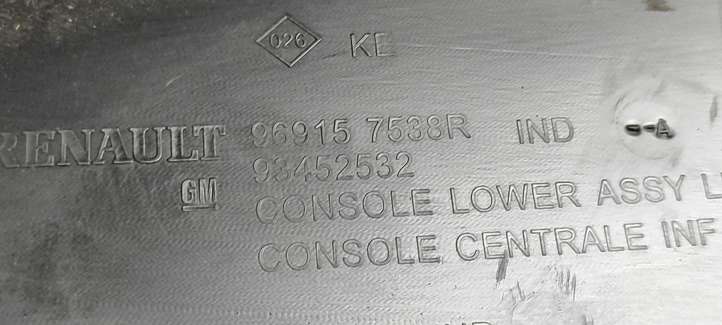 026 KE
RENAULT 96915 7538R IND --A
GM 93452532
CONSOLE LOWER ASSY
CONSOLE CENTRALE INF